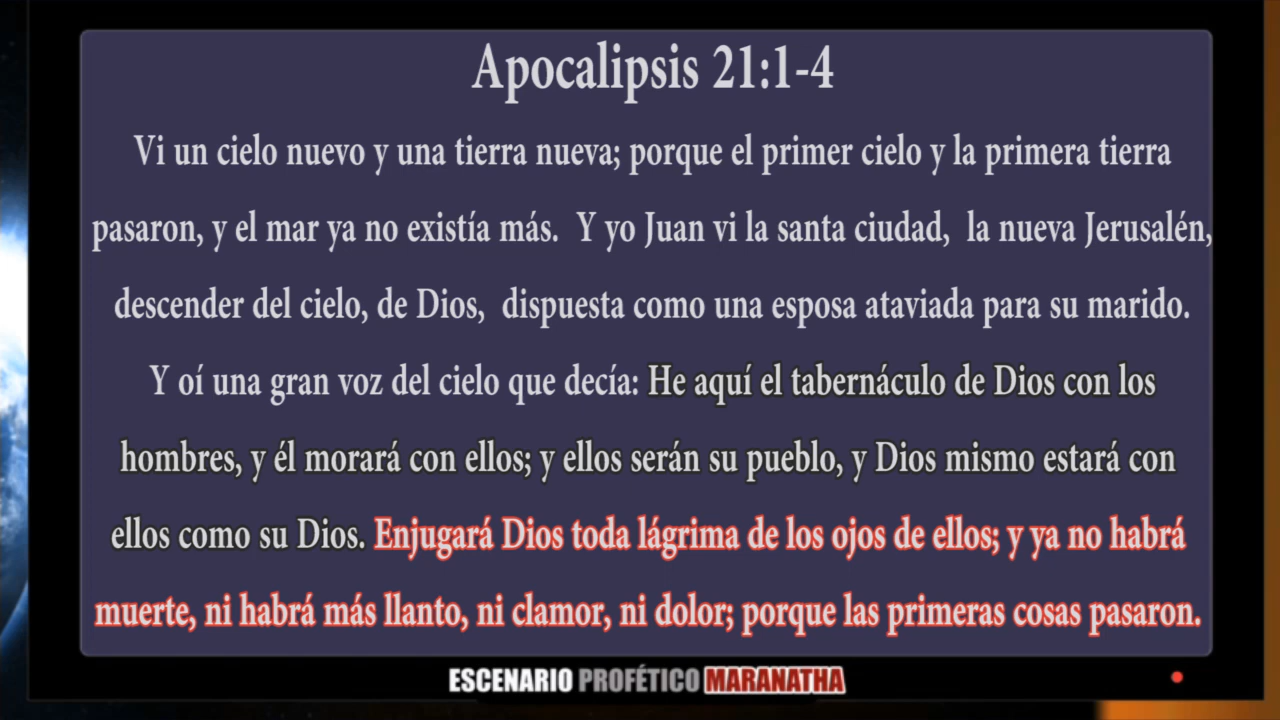 Apocalipsis 21:1-4
Vi un cielo nuevo y una tierra nueva; porque el primer cielo y la primera tierra
pasaron, y el mar ya no existía más. Y yo Juan vi la santa ciudad, la nueva Jerusalén,
descender del cielo, de Dios, dispuesta como una esposa ataviada para su marido.
Y oí una gran voz del cielo que decía: He aquí el tabernáculo de Dios con los
hombres, y él morará con ellos; y ellos serán su pueblo, y Dios mismo estará con
ellos como su Dios. Enjugará Dios toda lágrima de los ojos de ellos; y ya no habrá
muerte, ni habrá más llanto, ni clamor, ni dolor; porque las primeras cosas pasaron.
ESCENARIO PROFÉTICO MARANATHA